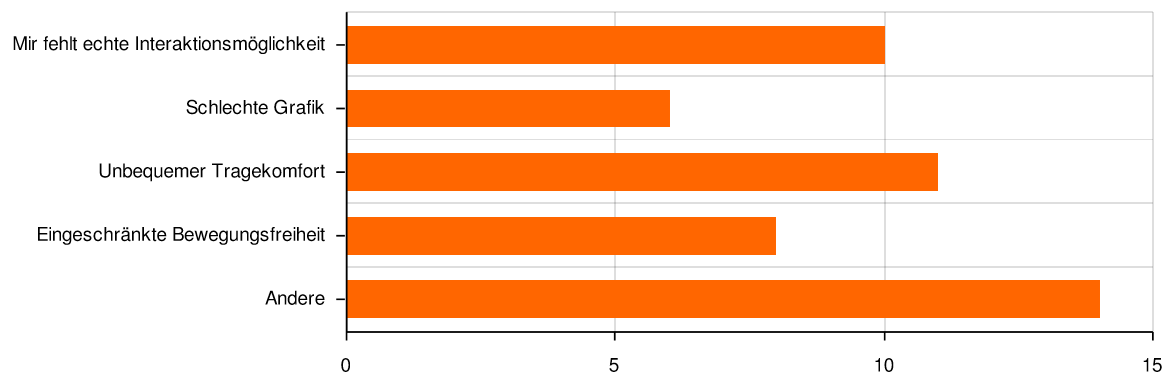 Mir fehlt echte Interaktionsmöglichkeit
Schlechte Grafik
Unbequemer Tragekomfort
Eingeschränkte Bewegungsfreiheit
Andere
0 5 10 15